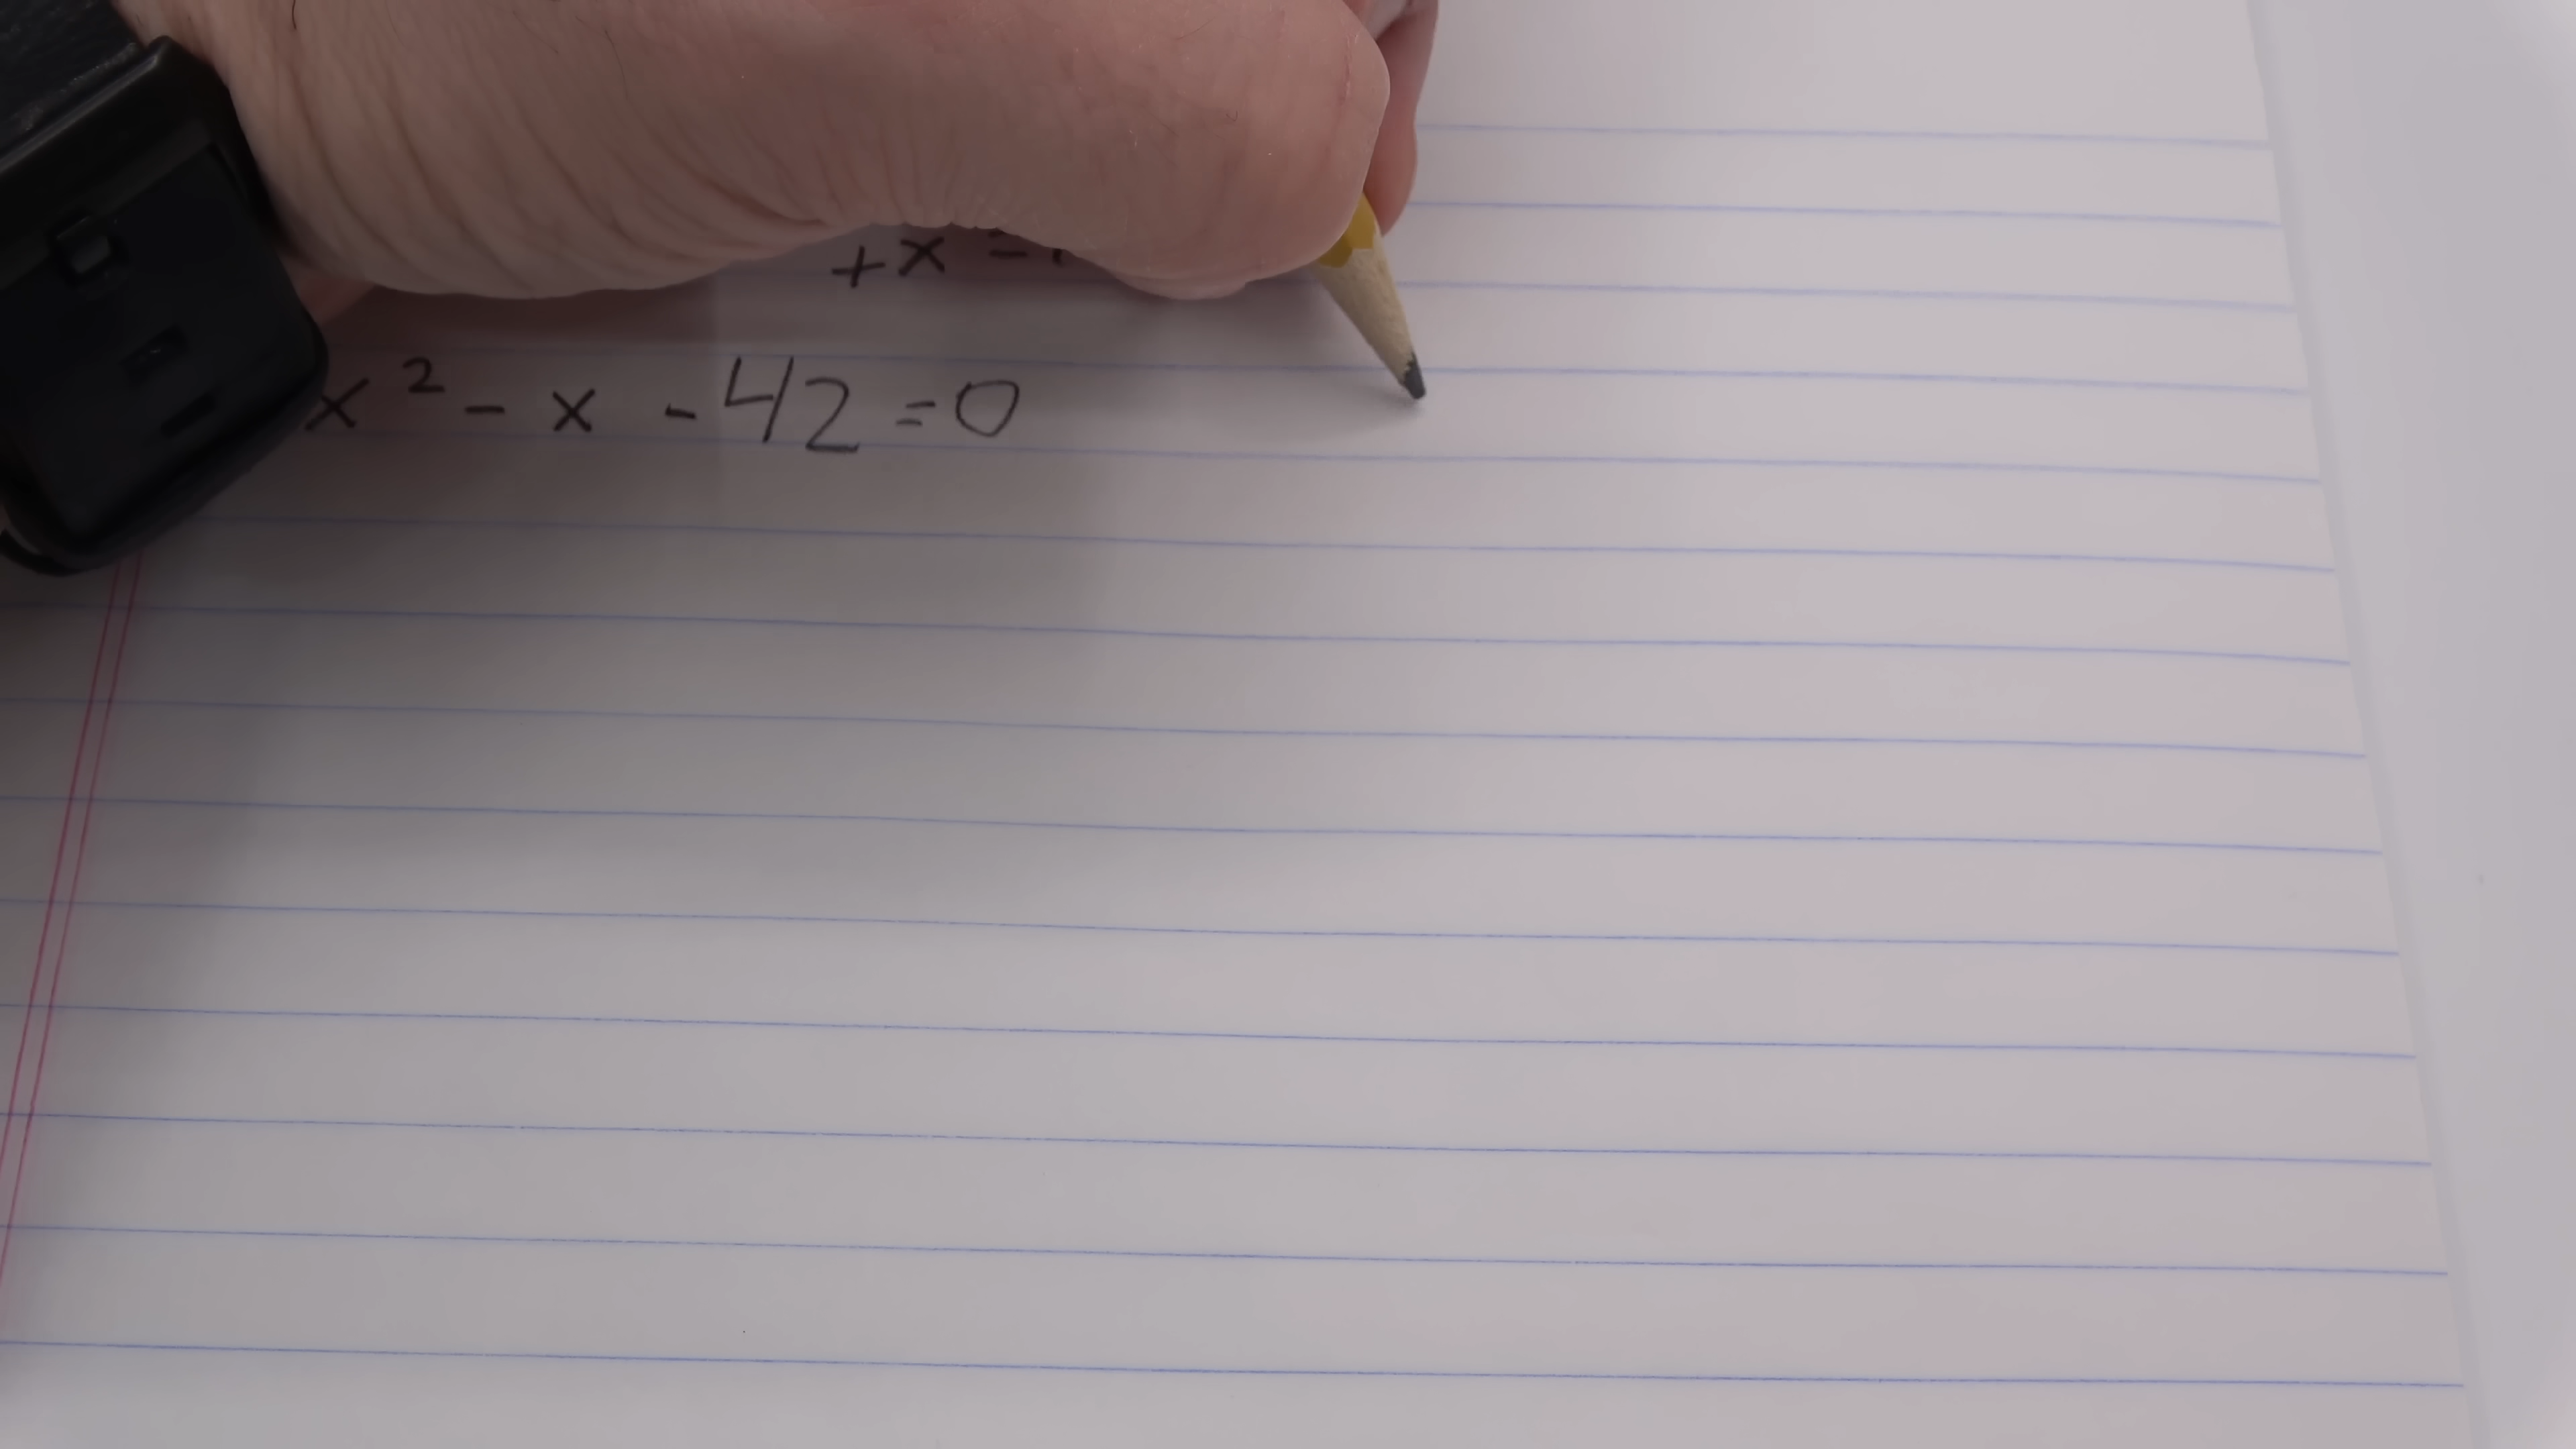 +x =
x² - x - 42 = 0